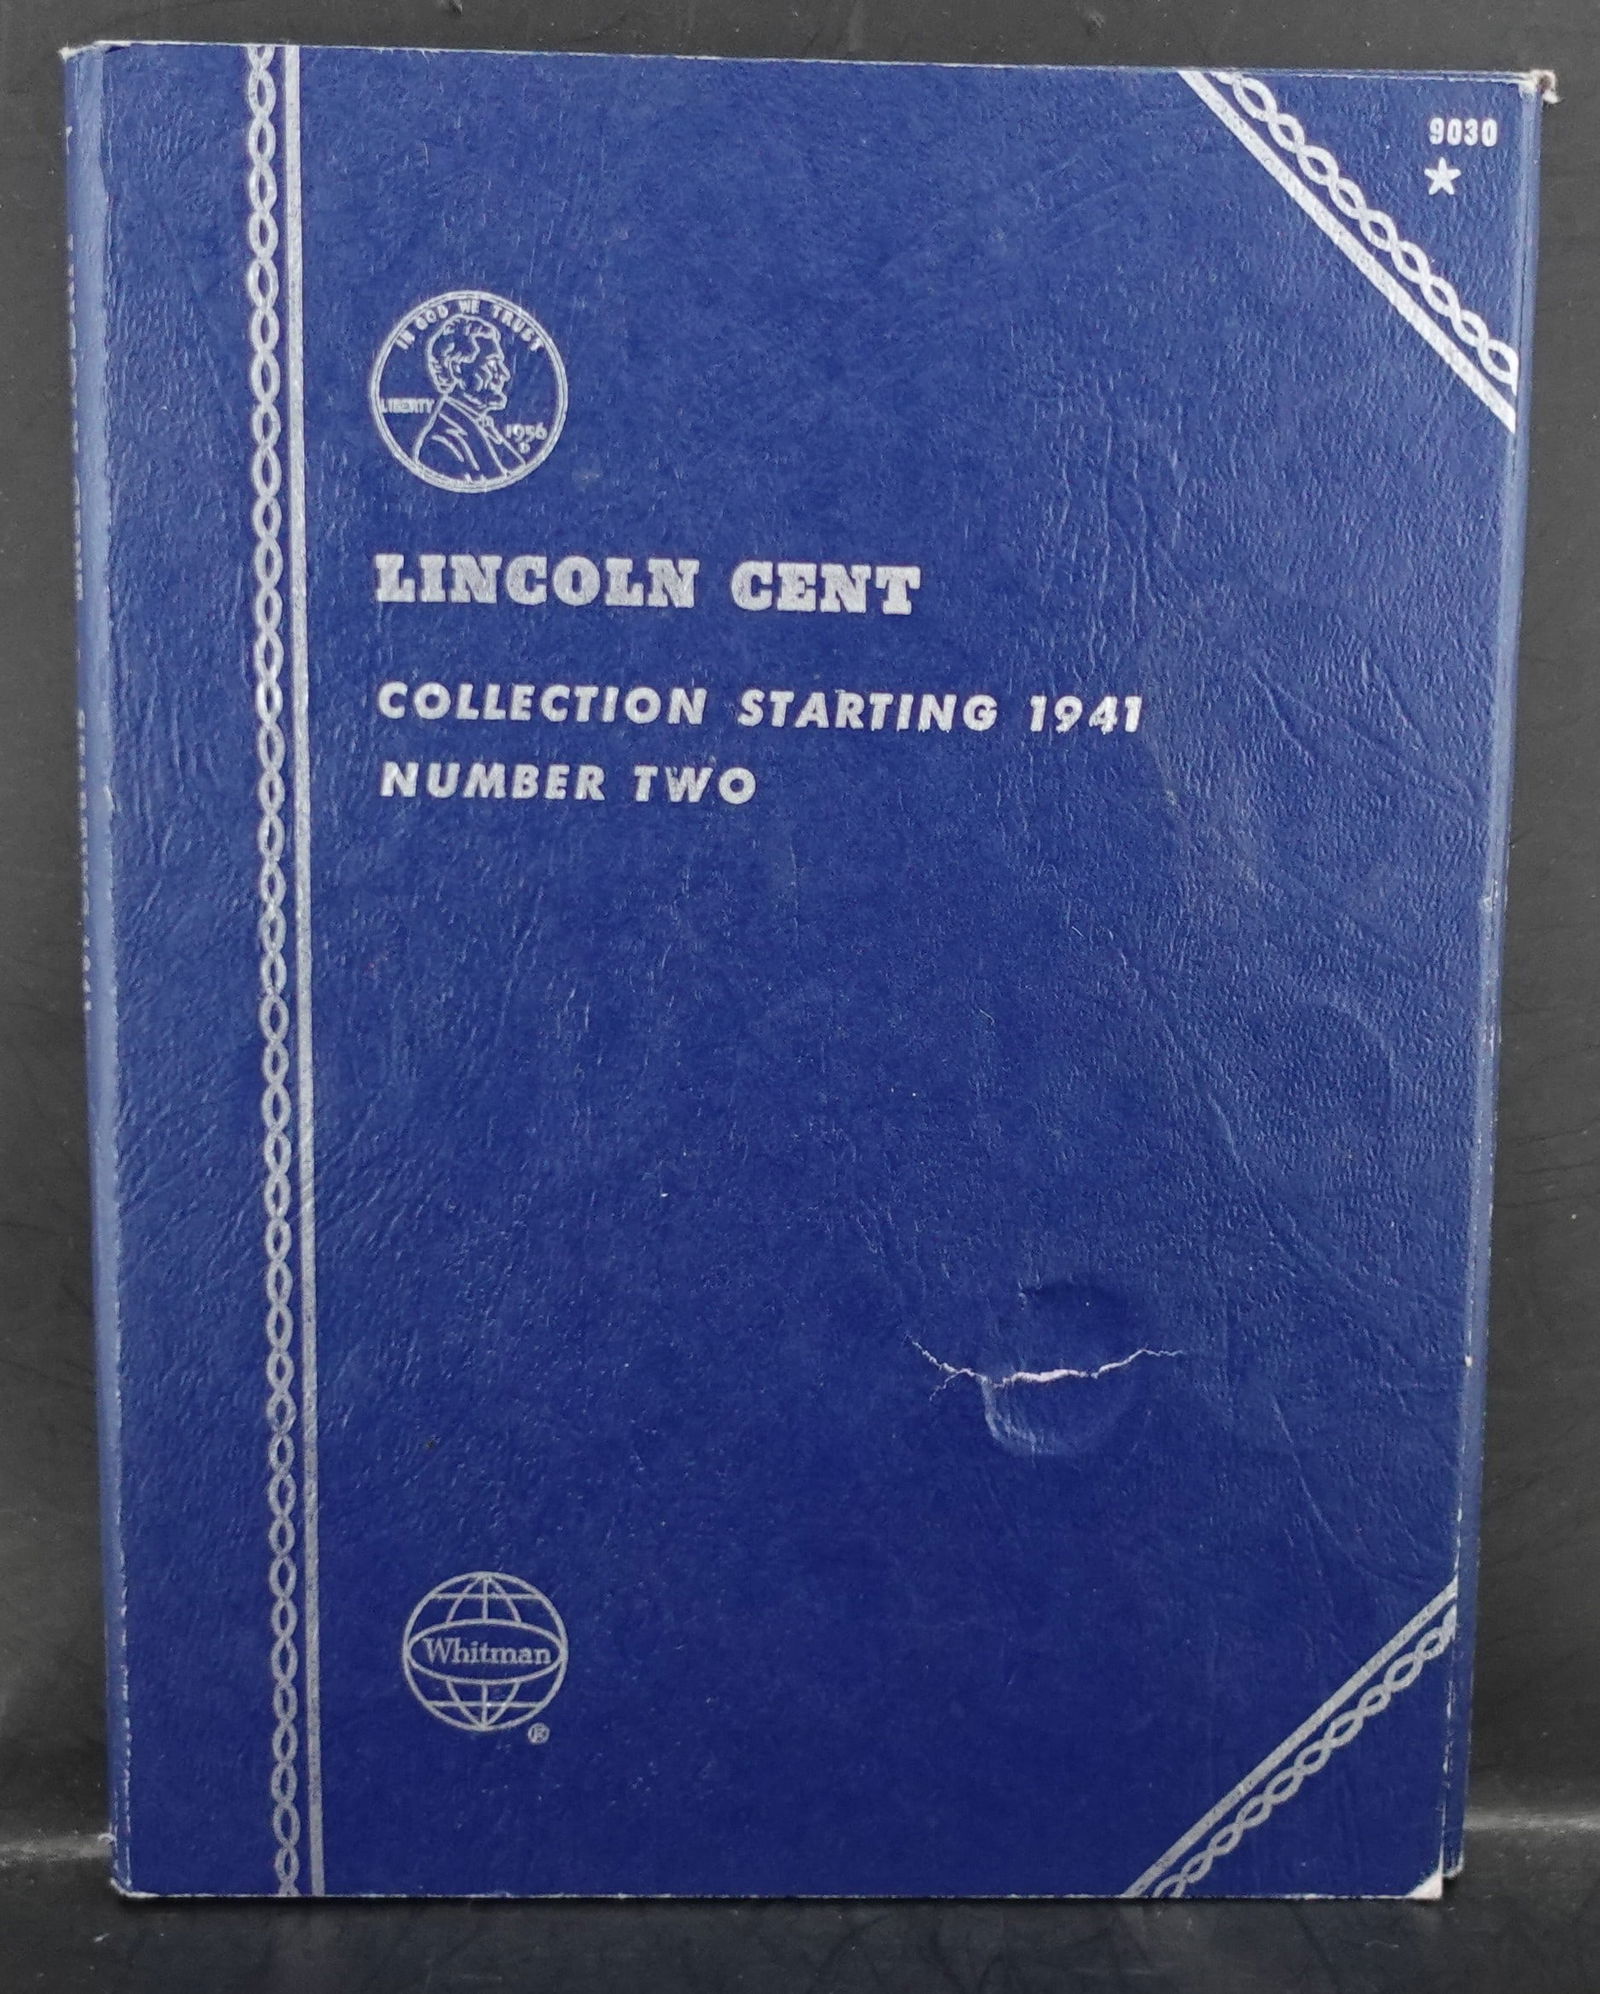 9030
IN GOD WE TRUST
LIBERTY
1956
D
LINCOLN CENT
COLLECTION STARTING 1941
NUMBER TWO
Whitman
®